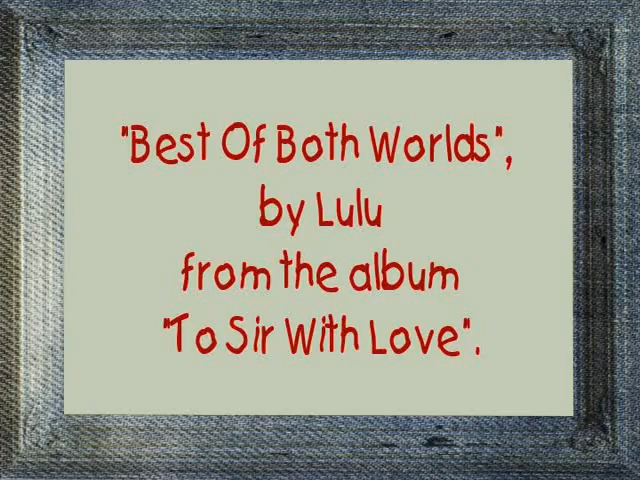 "Best Of Both Worlds",
by Lulu
from the album
"To Sir With Love".